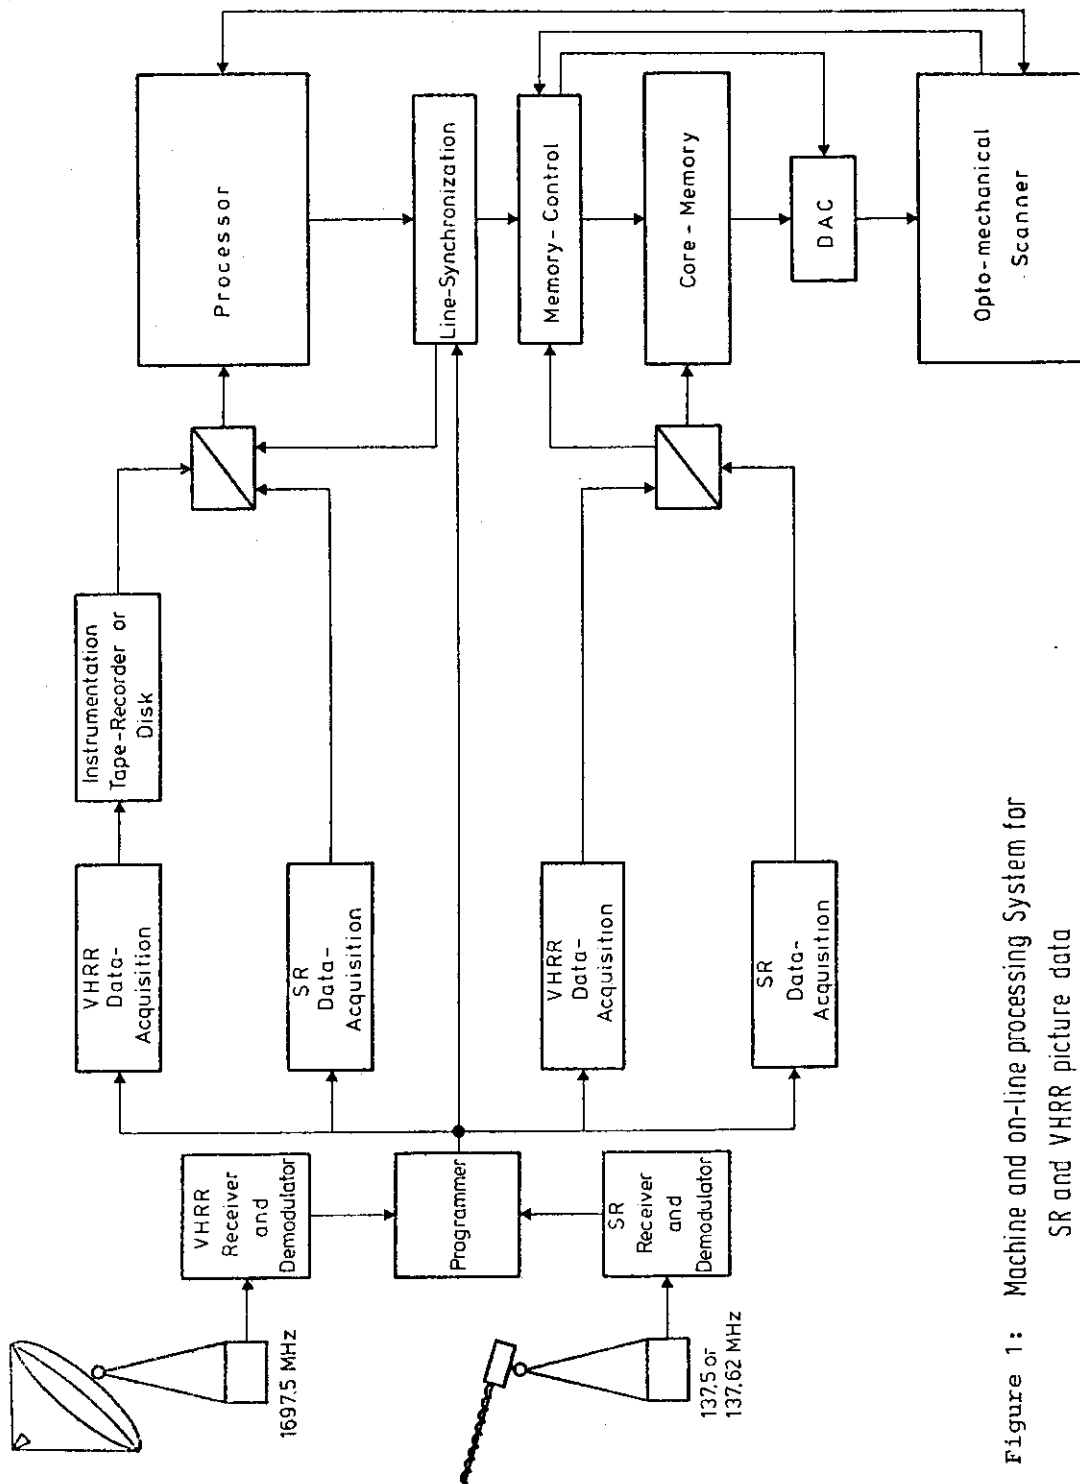 1697.5 MHz
VHRR
Receiver
and
Demodulator
Programmer
SR
Receiver
and
Demodulator
137,5 or
137,62 MHz
VHRR
Data-
Acquisition
SR
Data-
Acquisition
VHRR
Data-
Acquisition
SR
Data-
Acquisition
Instrumentation
Tape-Recorder or
Disk
Processor
Line-Synchronization
Memory-Control
Core-Memory
DAC
Opto-mechanical
Scanner
Figure 1: Machine and on-line processing System for
SR and VHRR picture data